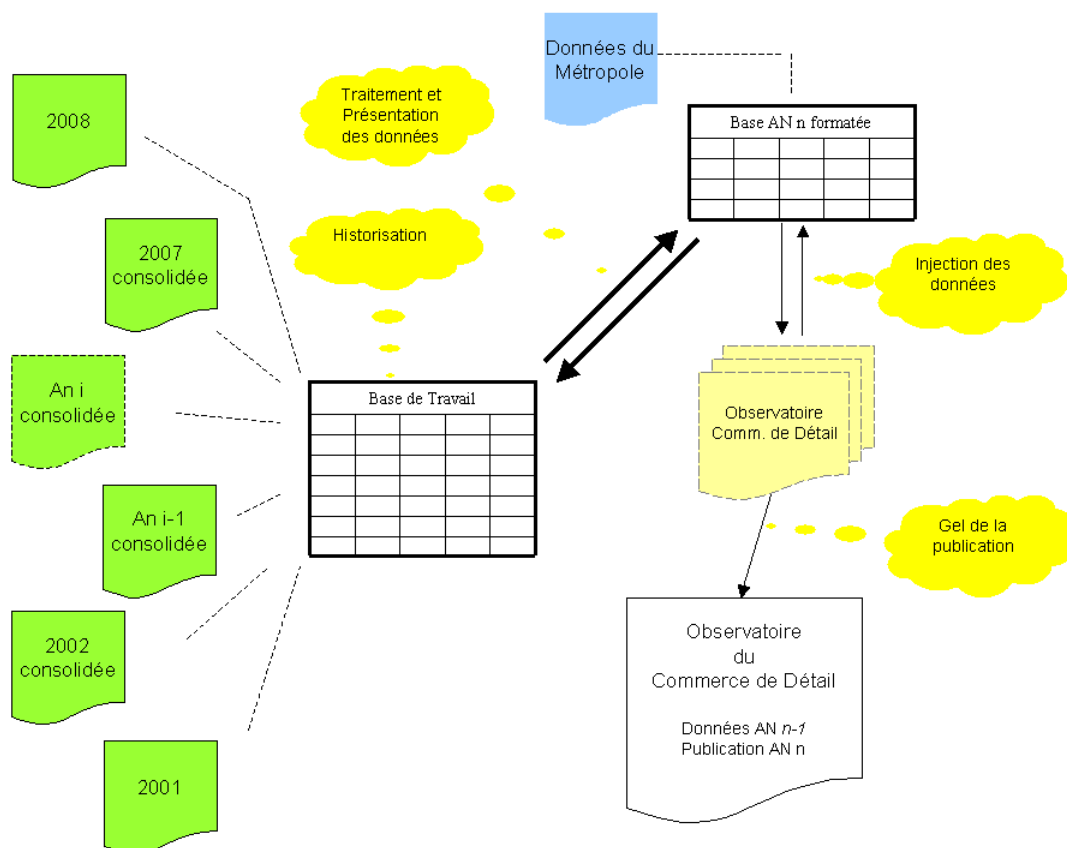 Données du
Métropole
2008
Traitement et
Présentation
des données
Base AN n formatée
Historisation
2007
consolidée
Injection des
données
An i
consolidée
Base de Travail
Observatoire
Comm. de Détail
An i-1
consolidée
Gel de la
publication
2002
consolidée
Observatoire
du
Commerce de Détail
Données AN n-1
Publication AN n
2001